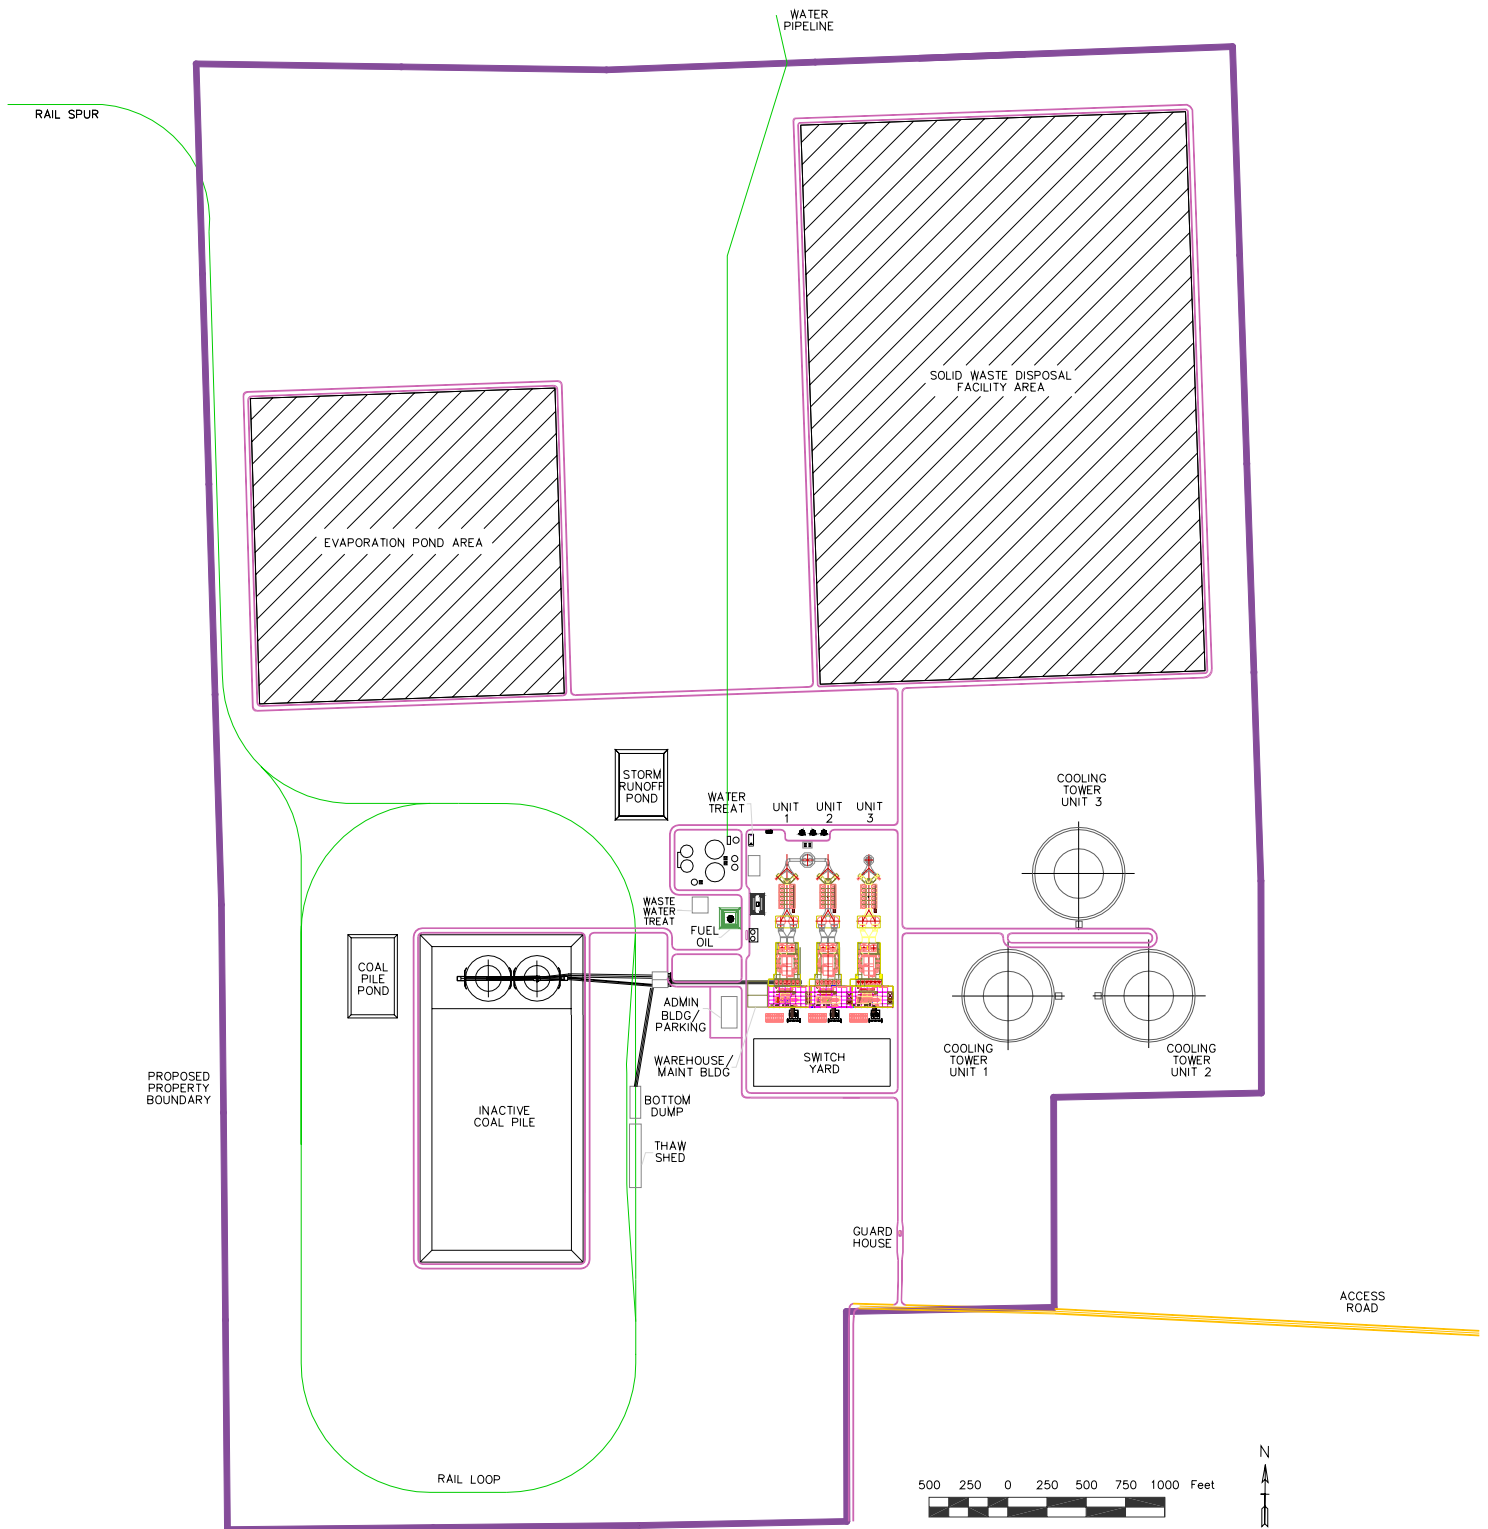 WATER
PIPELINE
RAIL SPUR
SOLID WASTE DISPOSAL
FACILITY AREA
EVAPORATION POND AREA
STORM
RUNOFF
POND
WATER
TREAT
UNIT
1
UNIT
2
UNIT
3
COOLING
TOWER
UNIT 3
WASTE
WATER
TREAT
FUEL
OIL
COAL
PILE
POND
ADMIN
BLDG/
PARKING
WAREHOUSE/
MAINT BLDG
SWITCH
YARD
COOLING
TOWER
UNIT 1
COOLING
TOWER
UNIT 2
PROPOSED
PROPERTY
BOUNDARY
INACTIVE
COAL PILE
BOTTOM
DUMP
THAW
SHED
GUARD
HOUSE
ACCESS
ROAD
RAIL LOOP
500 250 0 250 500 750 1000 Feet
N